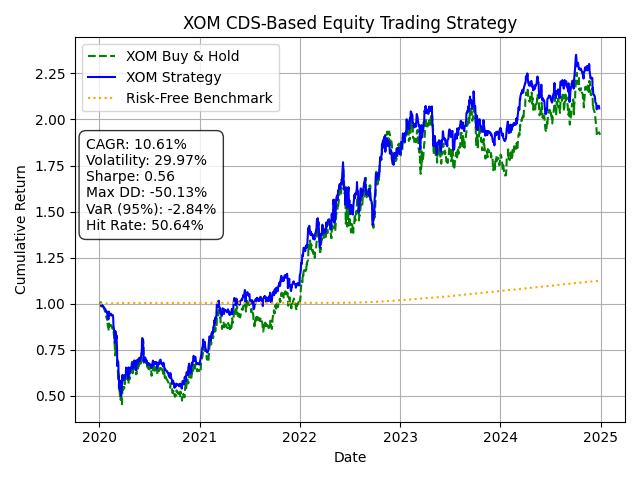 XOM CDS-Based Equity Trading Strategy
XOM Buy & Hold
XOM Strategy
Risk-Free Benchmark
CAGR: 10.61%
Volatility: 29.97%
Sharpe: 0.56
Max DD: -50.13%
VaR (95%): -2.84%
Hit Rate: 50.64%
Cumulative Return
2.25
2.00
1.75
1.50
1.25
1.00
0.75
0.50
2020 2021 2022 2023 2024 2025
Date